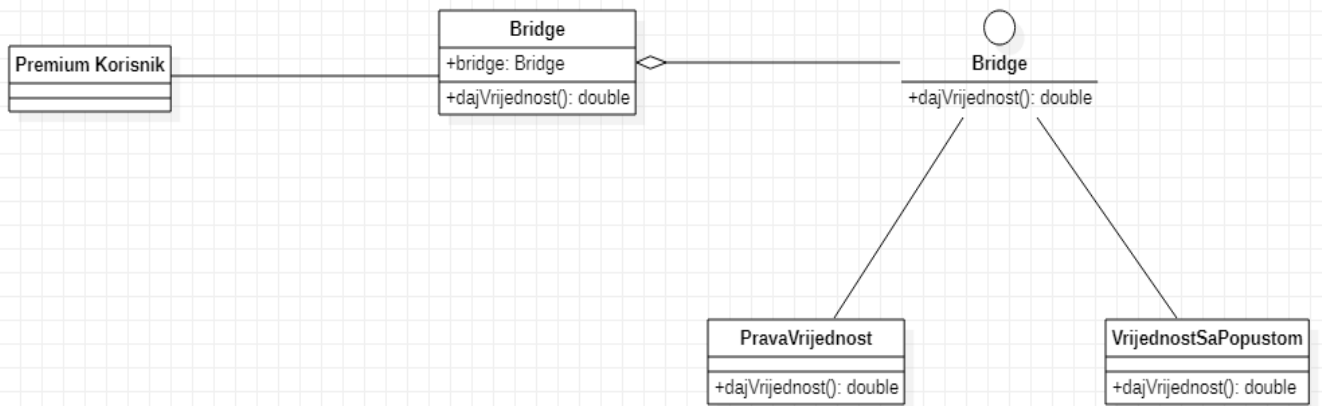 Premium Korisnik
Bridge
+bridge: Bridge
+dajVrijednost(): double
Bridge
+dajVrijednost(): double
PravaVrijednost
+dajVrijednost(): double
VrijednostSaPopustom
+dajVrijednost(): double